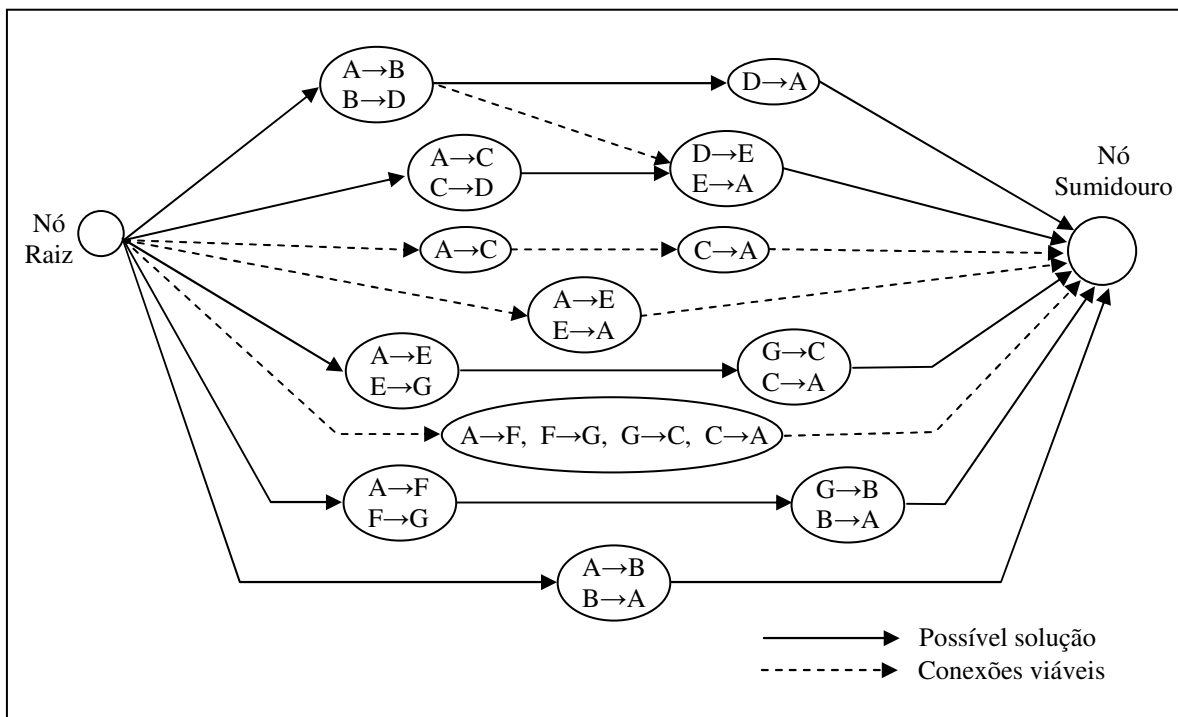 A→B
B→D
D→A
A→C
C→D
D→E
E→A
Nó
Sumidouro
Nó
Raiz
A→C
C→A
A→E
E→A
A→E
E→G
G→C
C→A
A→F, F→G, G→C, C→A
A→F
F→G
G→B
B→A
A→B
B→A
Possível solução
Conexões viáveis